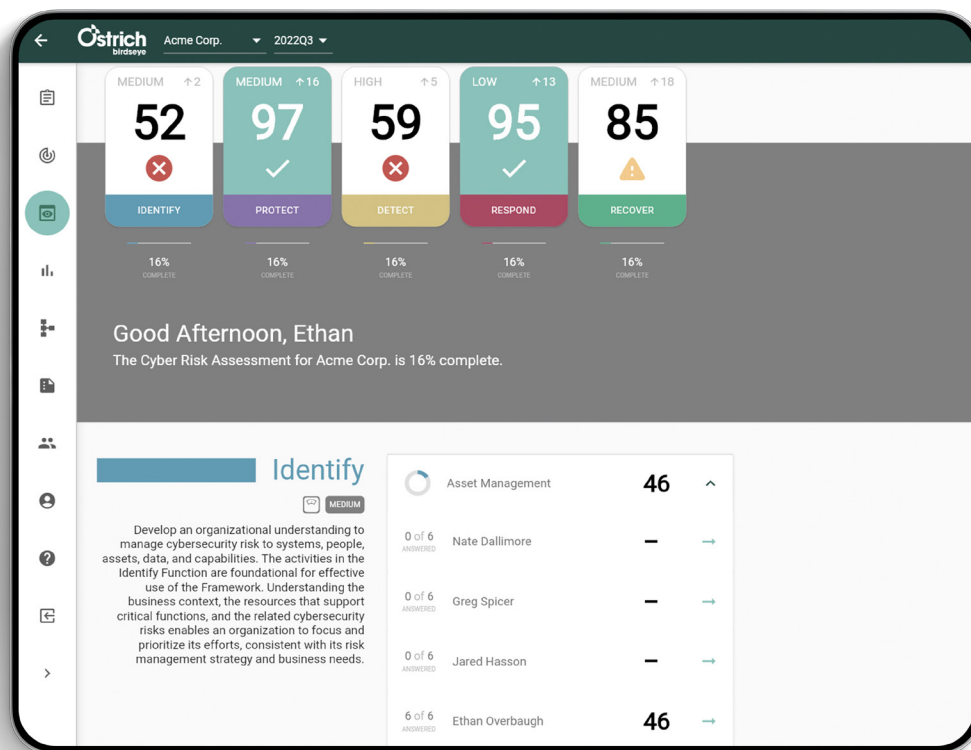 Ostrich
birdseye
Acme Corp.
2022Q3
MEDIUM ↑2
52
IDENTIFY
16%
COMPLETE
MEDIUM ↑16
97
PROTECT
16%
COMPLETE
HIGH ↑5
59
DETECT
16%
COMPLETE
LOW ↑13
95
RESPOND
16%
COMPLETE
MEDIUM ↑18
85
RECOVER
16%
COMPLETE
Good Afternoon, Ethan
The Cyber Risk Assessment for Acme Corp. is 16% complete.
Identify
MEDIUM
Develop an organizational understanding to
manage cybersecurity risk to systems, people,
assets, data, and capabilities. The activities in the
Identify Function are foundational for effective
use of the Framework. Understanding the
business context, the resources that support
critical functions, and the related cybersecurity
risks enables an organization to focus and
prioritize its efforts, consistent with its risk
management strategy and business needs.
Asset Management 46
0 of 6
ANSWERED
Nate Dallimore –
0 of 6
ANSWERED
Greg Spicer –
0 of 6
ANSWERED
Jared Hasson –
6 of 6
ANSWERED
Ethan Overbaugh 46